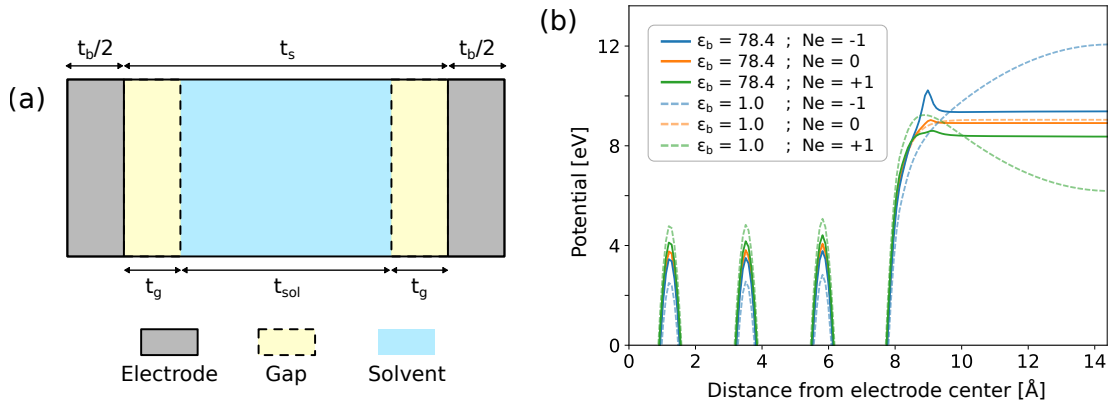 (a)
t_b/2
t_s
t_b/2
t_g
t_sol
t_g
Electrode
Gap
Solvent
(b)
Potential [eV]
12
8
4
0
ε_b = 78.4 ; Ne = -1
ε_b = 78.4 ; Ne = 0
ε_b = 78.4 ; Ne = +1
ε_b = 1.0 ; Ne = -1
ε_b = 1.0 ; Ne = 0
ε_b = 1.0 ; Ne = +1
0 2 4 6 8 10 12 14
Distance from electrode center [Å]